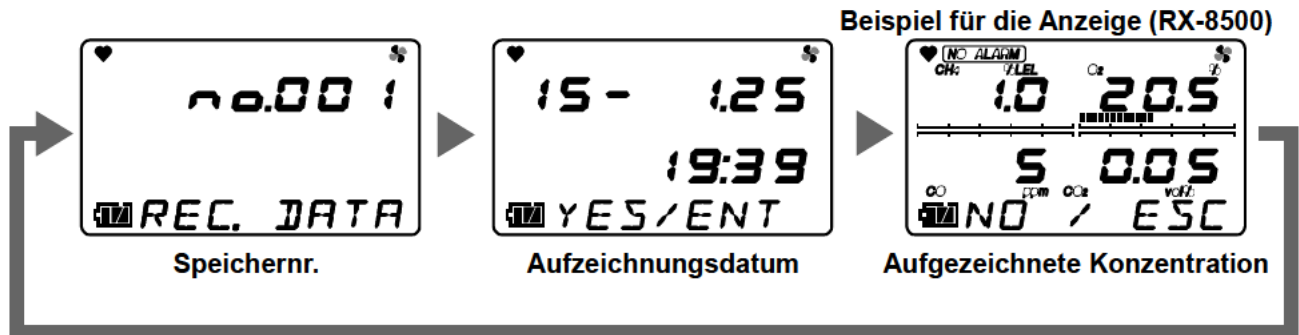 Beispiel für die Anzeige (RX-8500)
no.001
REC. DATA
Speichernr.
15- 1.25
19:39
YES/ENT
Aufzeichnungsdatum
NO ALARM
CH₄ %LEL O₂ %
1.0 20.5
5 0.05
CO ppm CO₂ vol%
NO / ESC
Aufgezeichnete Konzentration